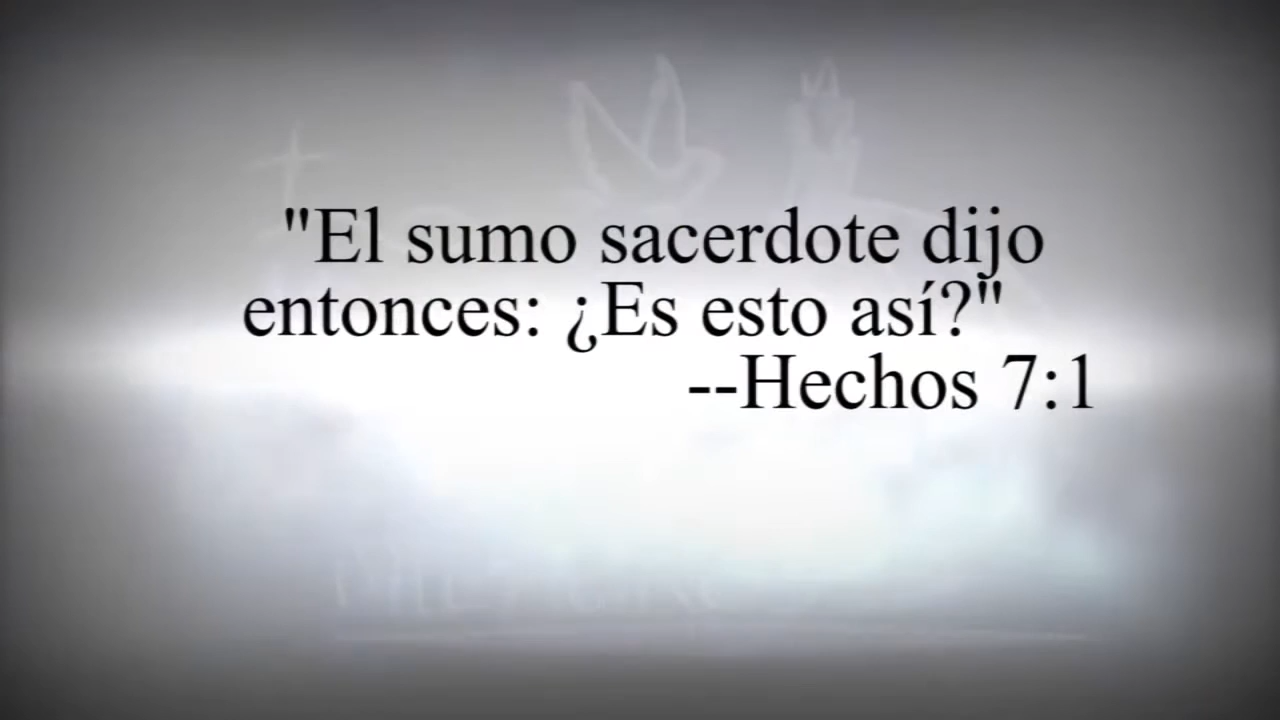 "El sumo sacerdote dijo
entonces: ¿Es esto así?"
--Hechos 7:1